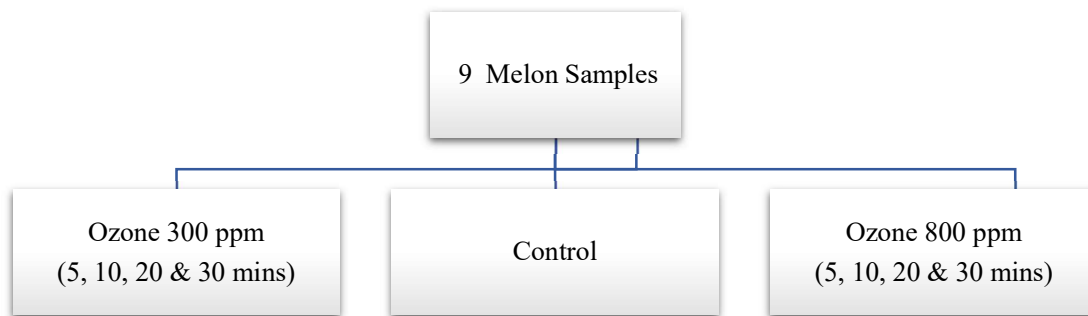 9 Melon Samples
Ozone 300 ppm
(5, 10, 20 & 30 mins)
Control
Ozone 800 ppm
(5, 10, 20 & 30 mins)